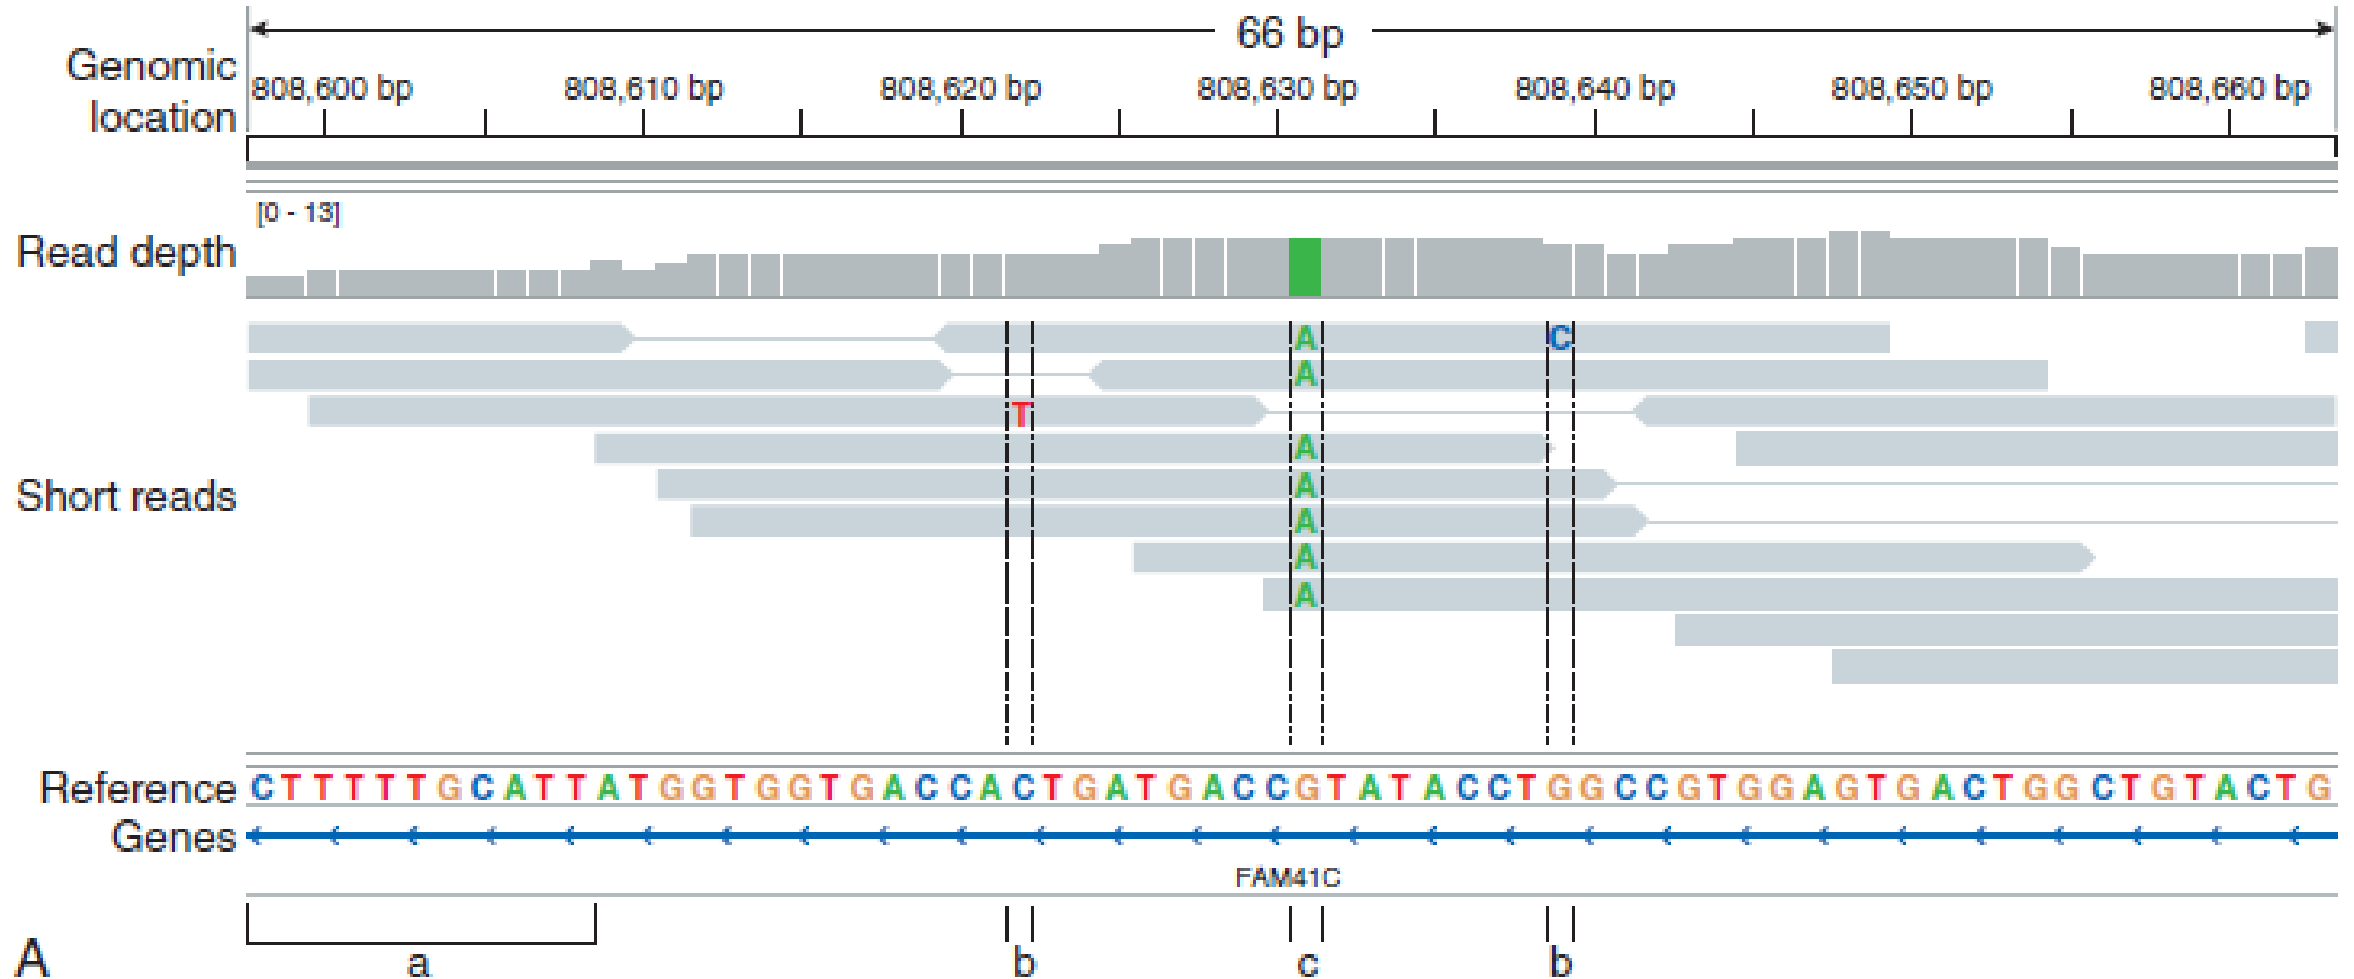 66 bp
Genomic location
808,600 bp 808,610 bp 808,620 bp 808,630 bp 808,640 bp 808,650 bp 808,660 bp
[0 - 13]
Read depth
A C
A
T
A
Short reads
A
A
A
A
Reference CTTTTTGCATTATGGTGGTGACCACTGATGACCGTATACCTGGCCGTGGAGTGACTGGCTGTACTG
Genes
FAM41C
A a b c b